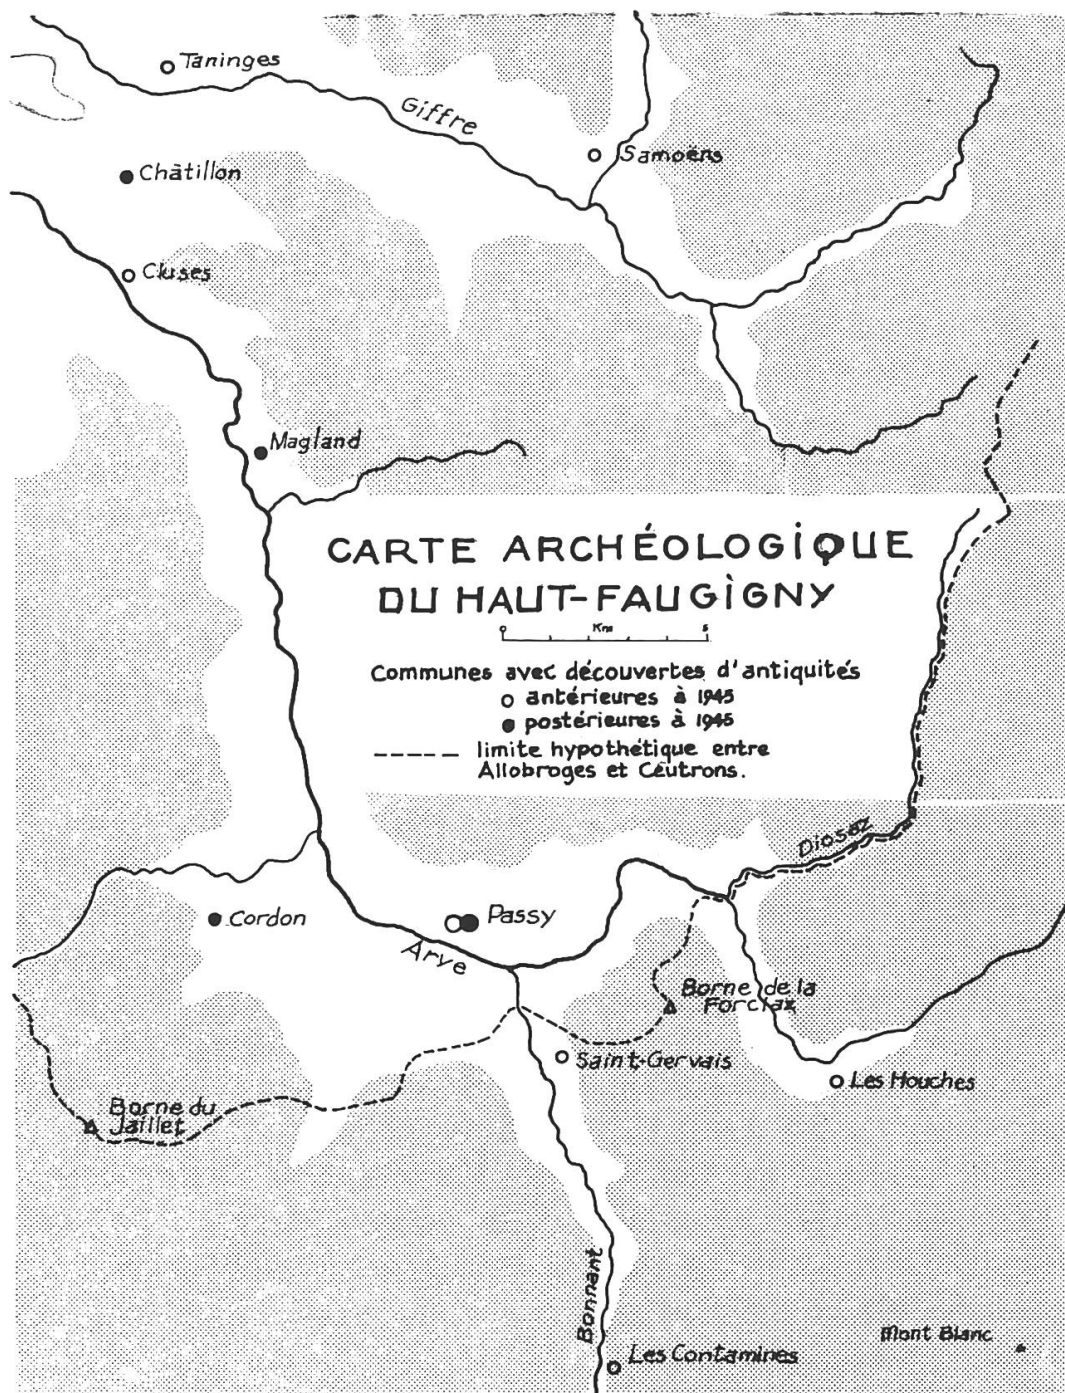 Taninges
Giffre
Samoëns
Châtillon
Cluses
Magland
CARTE ARCHÉOLOGIQUE
DU HAUT-FAUGIGNY
0 Kms 5
Communes avec découvertes d'antiquités
antérieures à 1945
postérieures à 1945
limite hypothétique entre
Allobroges et Ceutrons.
Diosaz
Cordon
Passy
Arve
Borne de la
Forclaz
Saint-Gervais
Les Houches
Borne du
Jaillet
Bonnant
Mont Blanc
Les Contamines